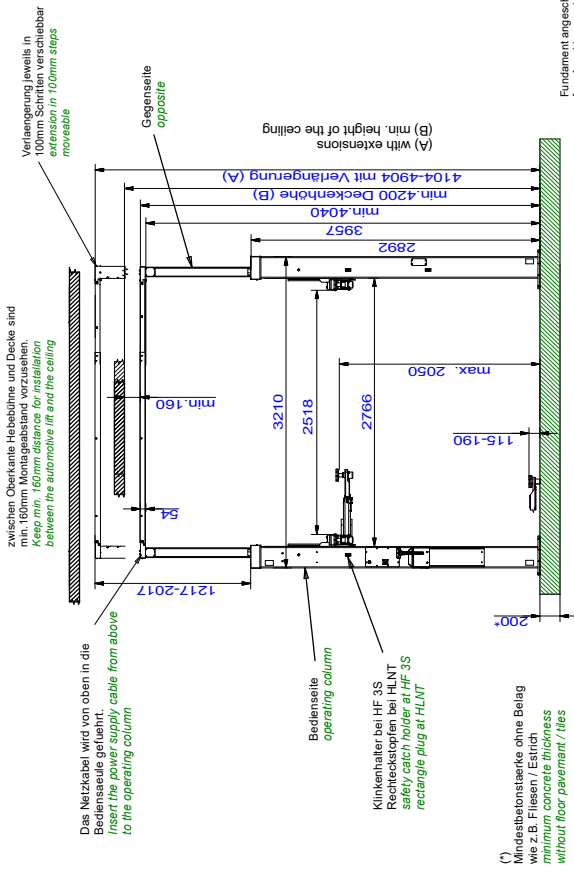 zwischen Oberkante Hebebühne und Decke sind
min.160mm Montageabstand vorzusehen.
Keep min. 160mm distance for installation
between the automotive lift and the ceiling
Verlaengerung jeweils in
100mm Schritten verschiebbar
extension in 100mm steps
moveable
Das Netzkabel wird von oben in die
Bediensaeule gefuehrt.
Insert the power supply cable from above
to the operating column
Gegenseite
opposite
Bedienseite
operating column
Klinkenhalter bei HF 3S
Rechteckstopfen bei HLNT
safety catch holder at HF 3S
rectangle plug at HLNT
(*)
Mindestbetonstaerke ohne Belag
wie z.B. Fliesen / Estrich
minimum concrete thickness
without floor pavement / tiles
(A) with extensions
(B) min. height of the ceiling
4104-4904 mit Verlängerung (A)
min.4200 Deckenhöhe (B)
min.4040
3957
2892
min.160
54
1217-2017
3210
2518
2766
max. 2050
115-190
200*
Fundament angesch